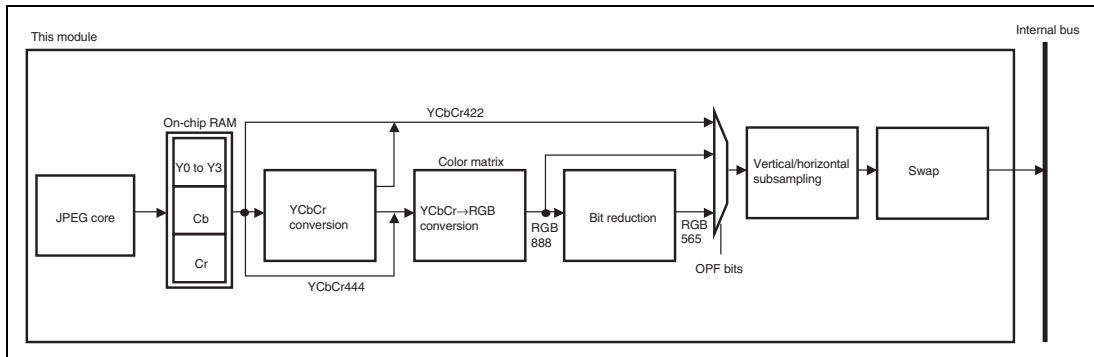 This module
Internal bus
On-chip RAM
YCbCr422
Y0 to Y3
Color matrix
JPEG core
Cb
YCbCr
conversion
YCbCr→RGB
conversion
RGB
888
Bit reduction
RGB
565
Vertical/horizontal
subsampling
Swap
Cr
OPF bits
YCbCr444